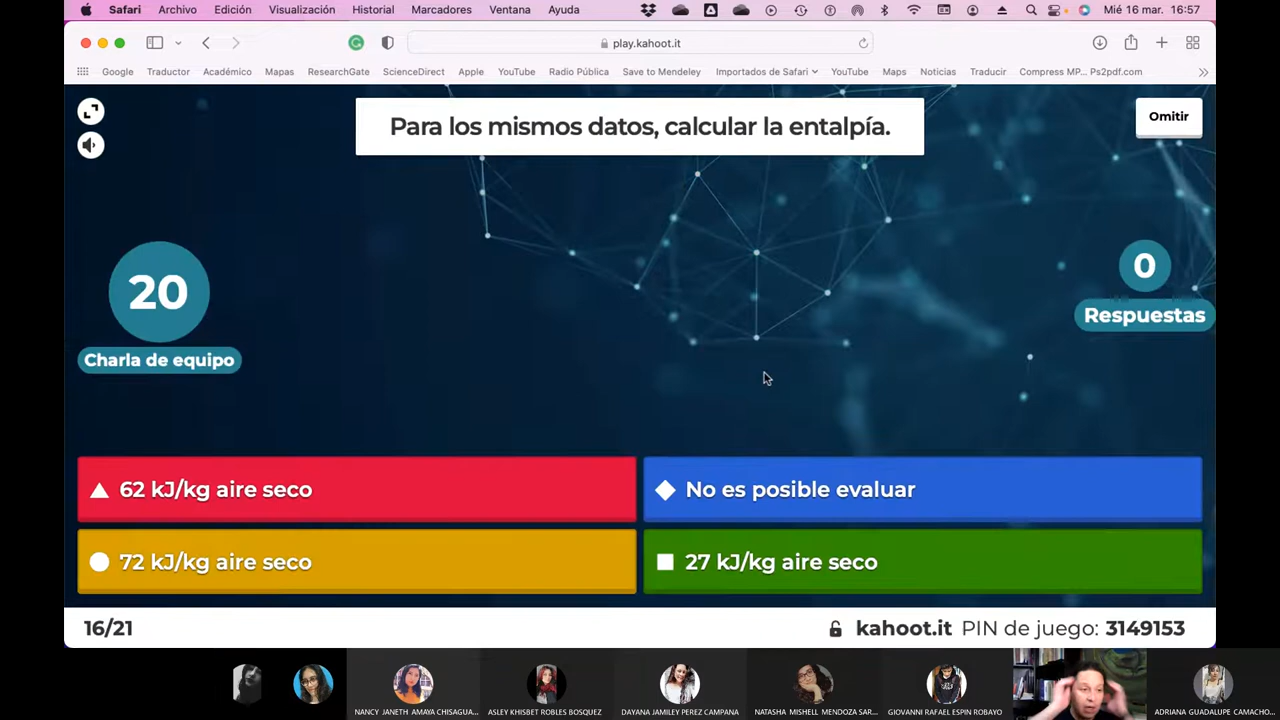 Safari Archivo Edición Visualización Historial Marcadores Ventana Ayuda Mié 16 mar. 16:57
play.kahoot.it
Google Traductor Académico Mapas ResearchGate ScienceDirect Apple YouTube Radio Pública Save to Mendeley Importados de Safari YouTube Maps Noticias Traducir Compress MP... Ps2pdf.com
Para los mismos datos, calcular la entalpía.
Omitir
20
Charla de equipo
0
Respuestas
62 kJ/kg aire seco
No es posible evaluar
72 kJ/kg aire seco
27 kJ/kg aire seco
16/21
kahoot.it PIN de juego: 3149153
NANCY JANETH AMAYA CHISAGUA...
ASLEY KHISBET ROBLES BOSQUEZ
DAYANA JAMILEY PEREZ CAMPANA
NATASHA MISHELL MENDOZA SAR...
GIOVANNI RAFAEL ESPIN ROBAYO
ADRIANA GUADALUPE CAMACHO...